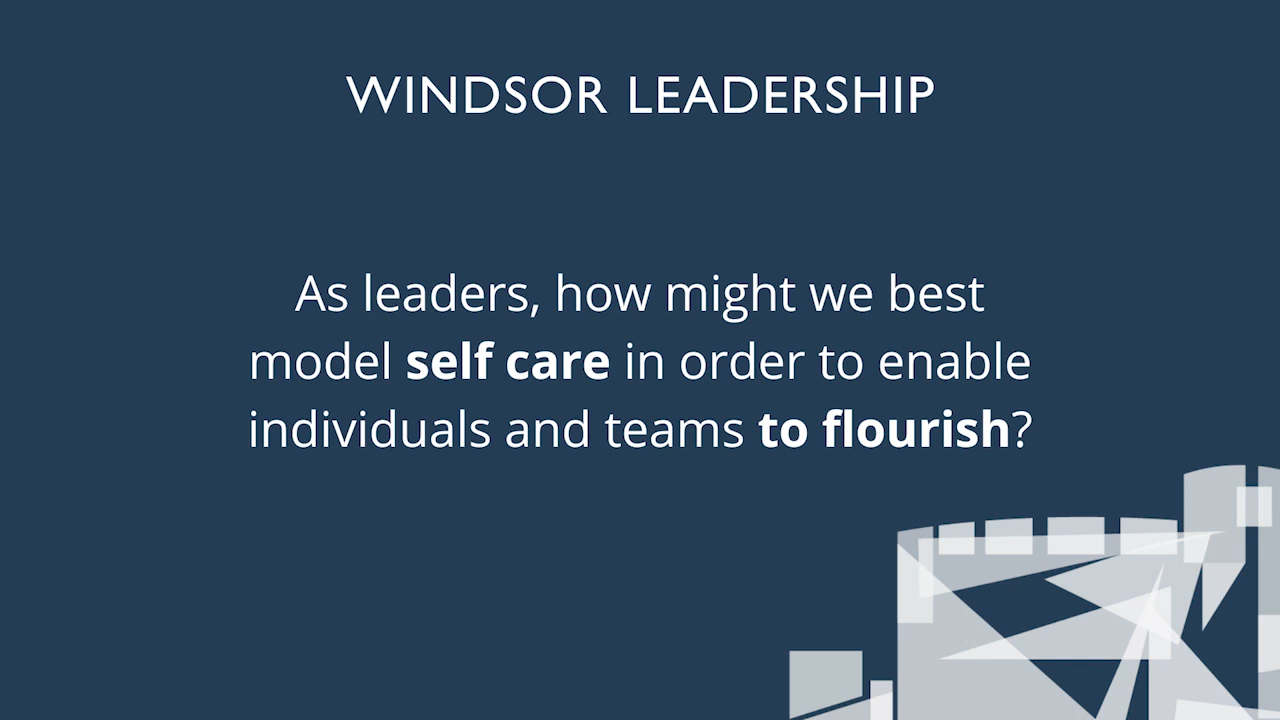 WINDSOR LEADERSHIP
As leaders, how might we best
model self care in order to enable
individuals and teams to flourish?